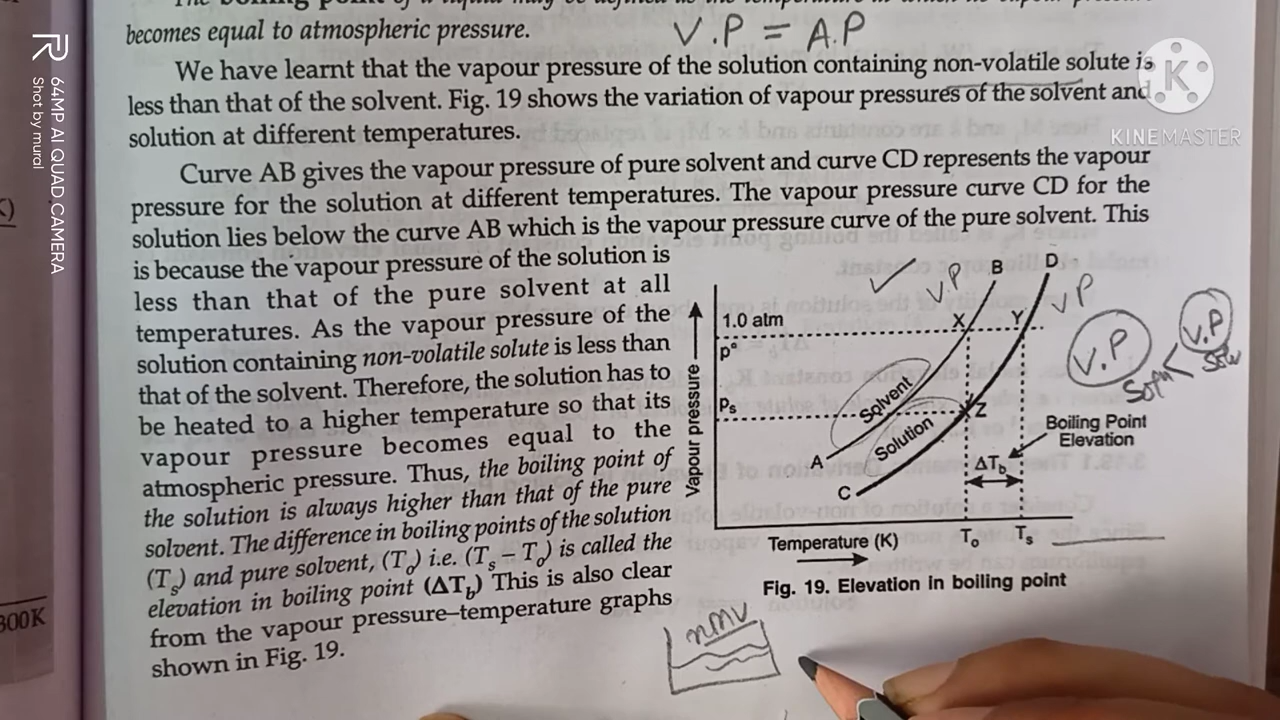 becomes equal to atmospheric pressure.
V.P = A.P
We have learnt that the vapour pressure of the solution containing non-volatile solute is
less than that of the solvent. Fig. 19 shows the variation of vapour pressures of the solvent and
solution at different temperatures.
Curve AB gives the vapour pressure of pure solvent and curve CD represents the vapour
pressure for the solution at different temperatures. The vapour pressure curve CD for the
solution lies below the curve AB which is the vapour pressure curve of the pure solvent. This
is because the vapour pressure of the solution is
less than that of the pure solvent at all
temperatures. As the vapour pressure of the
solution containing non-volatile solute is less than
that of the solvent. Therefore, the solution has to
be heated to a higher temperature so that its
vapour pressure becomes equal to the
atmospheric pressure. Thus, the boiling point of
the solution is always higher than that of the pure
solvent. The difference in boiling points of the solution
(Ts) and pure solvent, (To) i.e. (Ts – To) is called the
elevation in boiling point (ΔTb) This is also clear
from the vapour pressure–temperature graphs
shown in Fig. 19.
V.P
B
D
V P
1.0 atm
X
Y
p°
V.P
V.P
ps
Solvent
Z
Solution
Boiling Point
Elevation
Vapour pressure
A
ΔTb
C
To
Ts
Temperature (K)
Fig. 19. Elevation in boiling point
300K
64MP AI QUAD CAMERA
Shot by mural
K
KINEMASTER